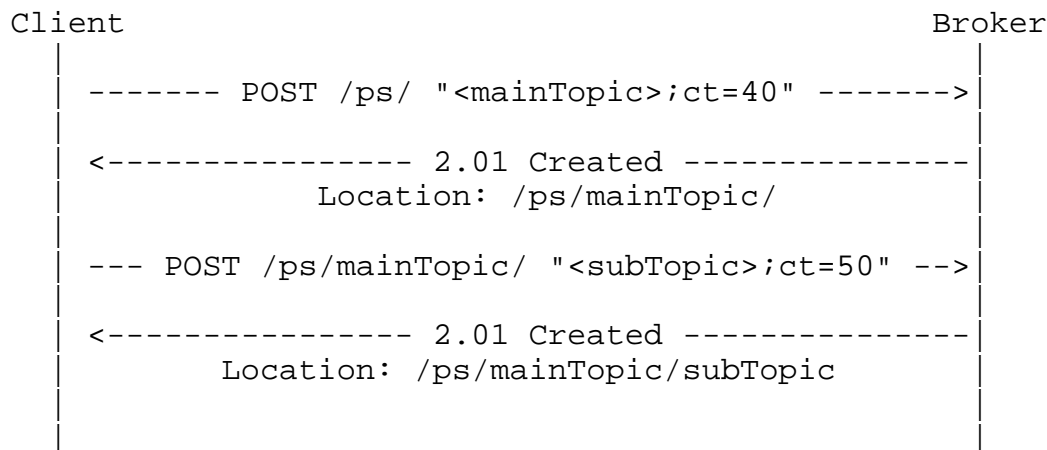 Client                                        Broker
------- POST /ps/ "<mainTopic>;ct=40" ------->
<---------------- 2.01 Created ---------------
Location: /ps/mainTopic/
--- POST /ps/mainTopic/ "<subTopic>;ct=50" -->
<---------------- 2.01 Created ---------------
Location: /ps/mainTopic/subTopic